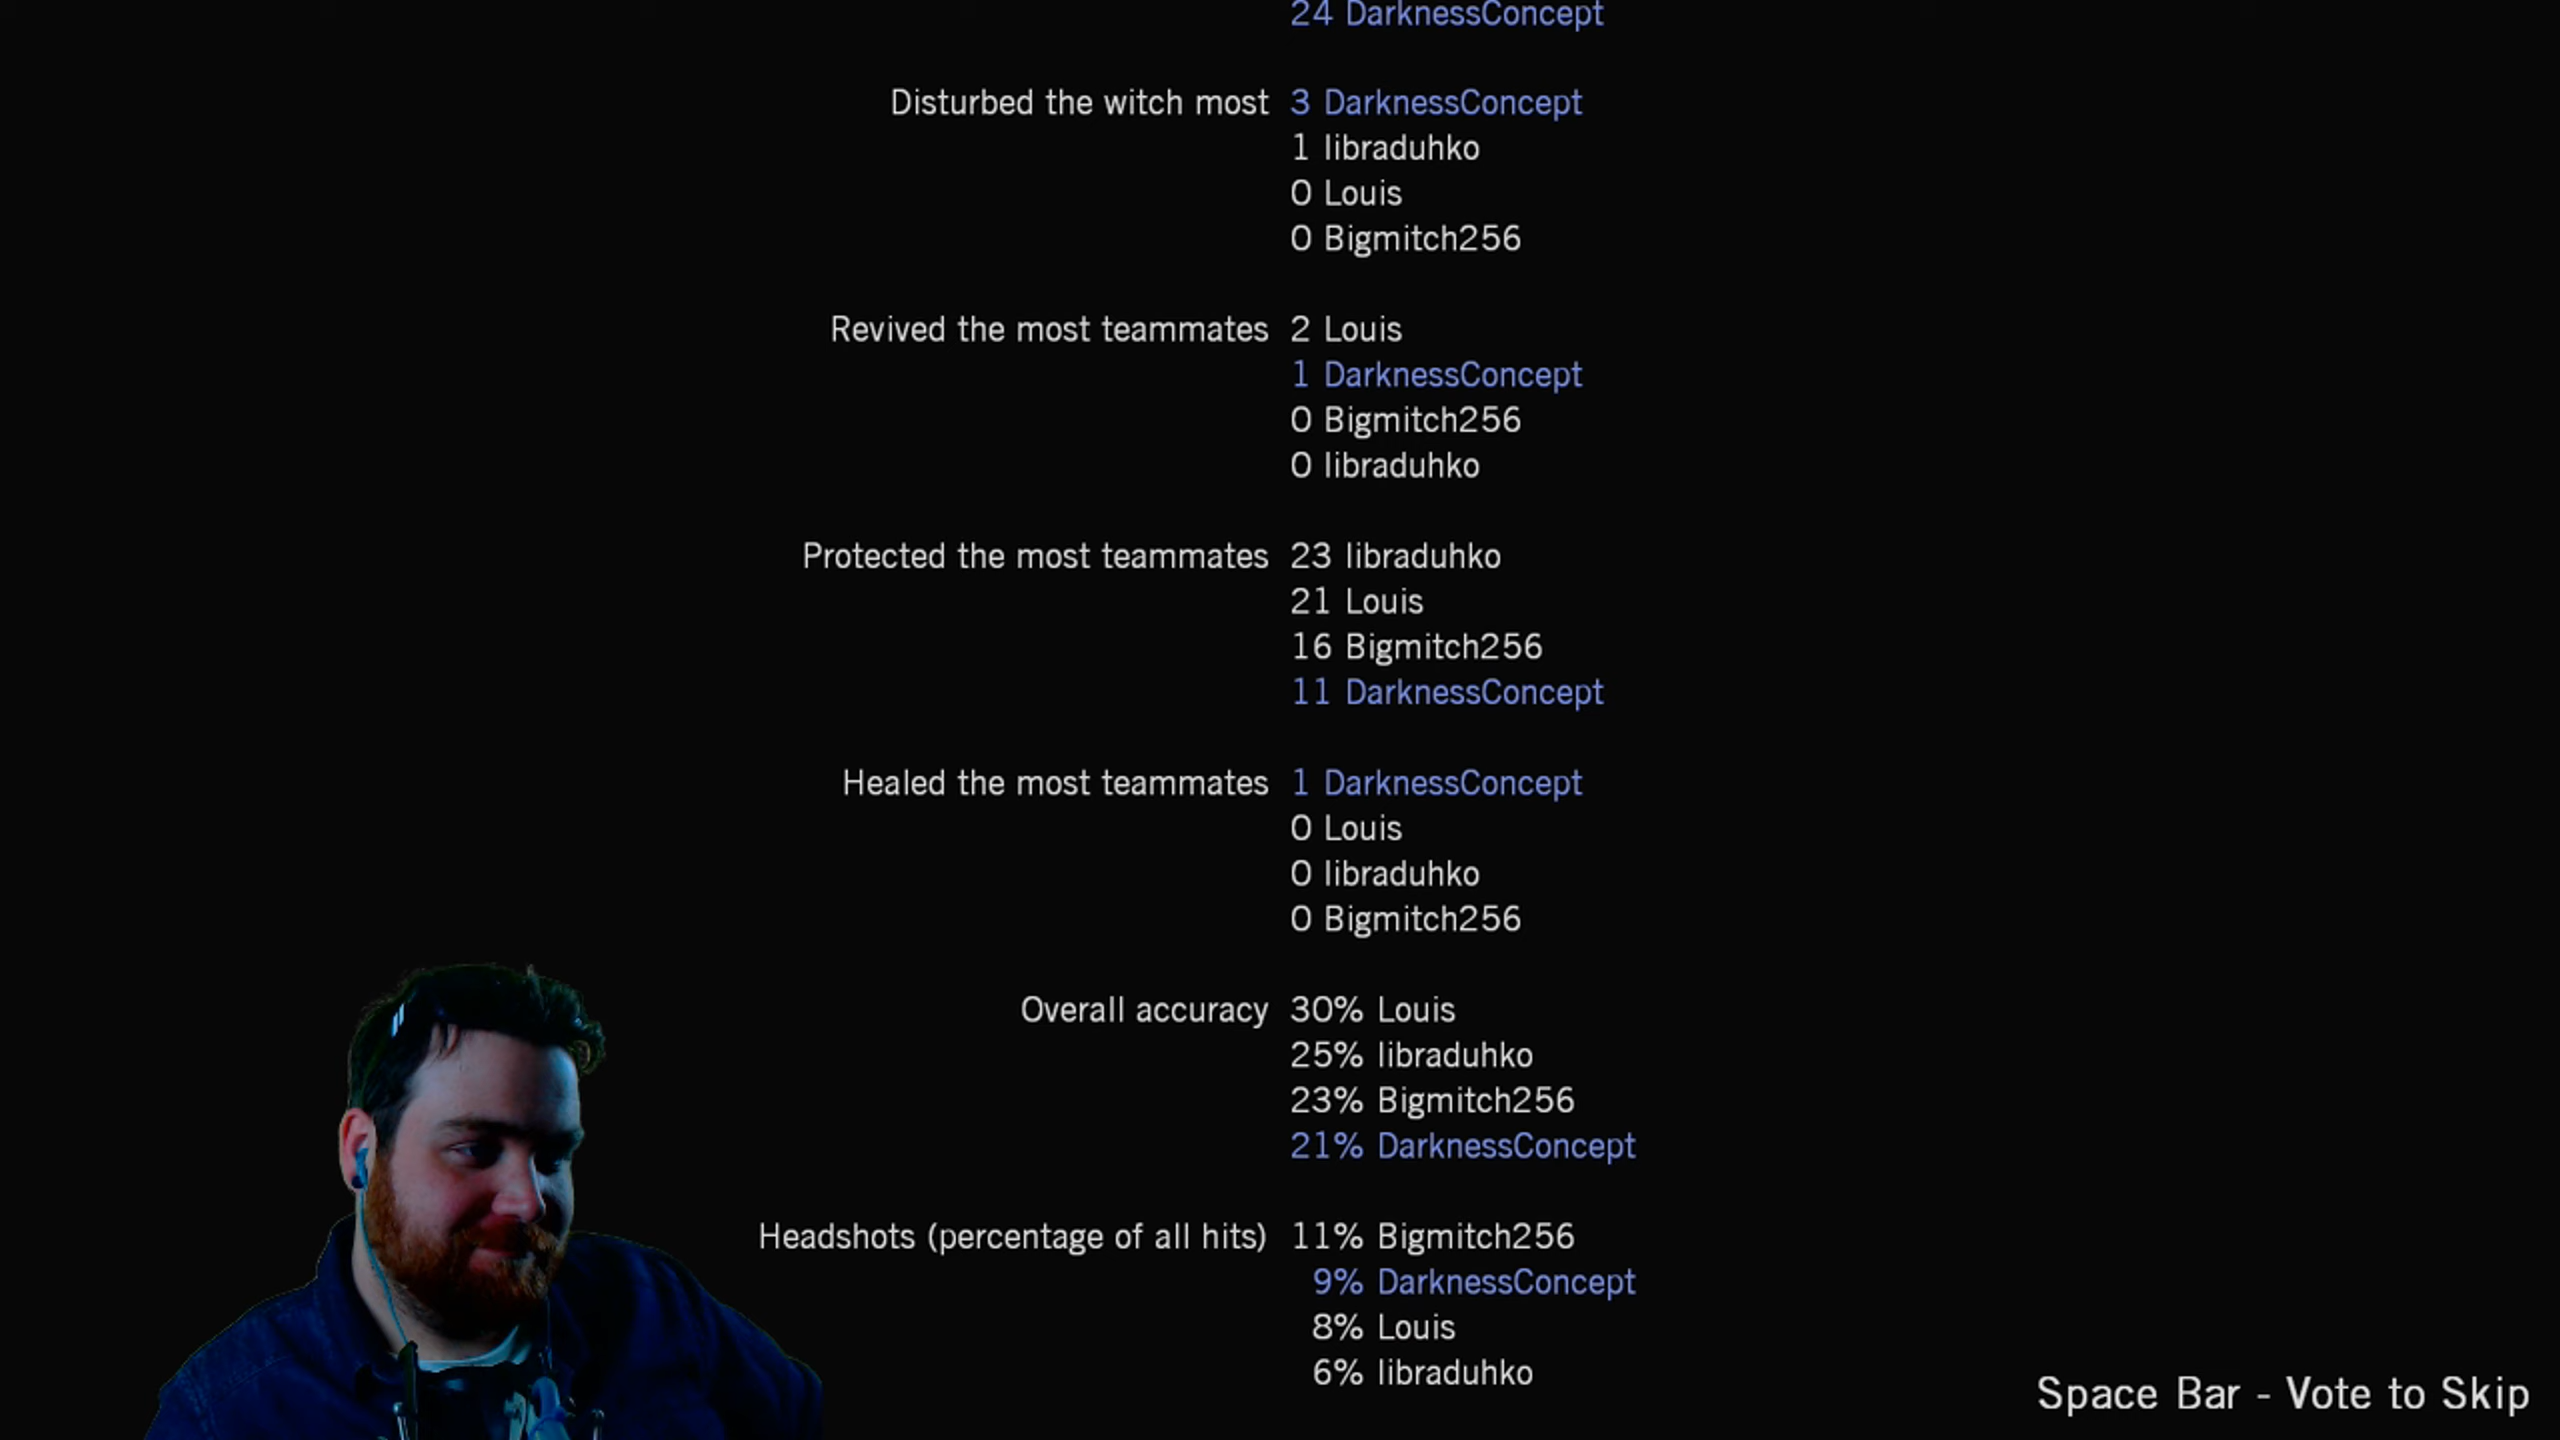 24 DarknessConcept
Disturbed the witch most 3 DarknessConcept
1 libraduhko
0 Louis
0 Bigmitch256
Revived the most teammates 2 Louis
1 DarknessConcept
0 Bigmitch256
0 libraduhko
Protected the most teammates 23 libraduhko
21 Louis
16 Bigmitch256
11 DarknessConcept
Healed the most teammates 1 DarknessConcept
0 Louis
0 libraduhko
0 Bigmitch256
Overall accuracy 30% Louis
25% libraduhko
23% Bigmitch256
21% DarknessConcept
Headshots (percentage of all hits) 11% Bigmitch256
9% DarknessConcept
8% Louis
6% libraduhko
Space Bar - Vote to Skip